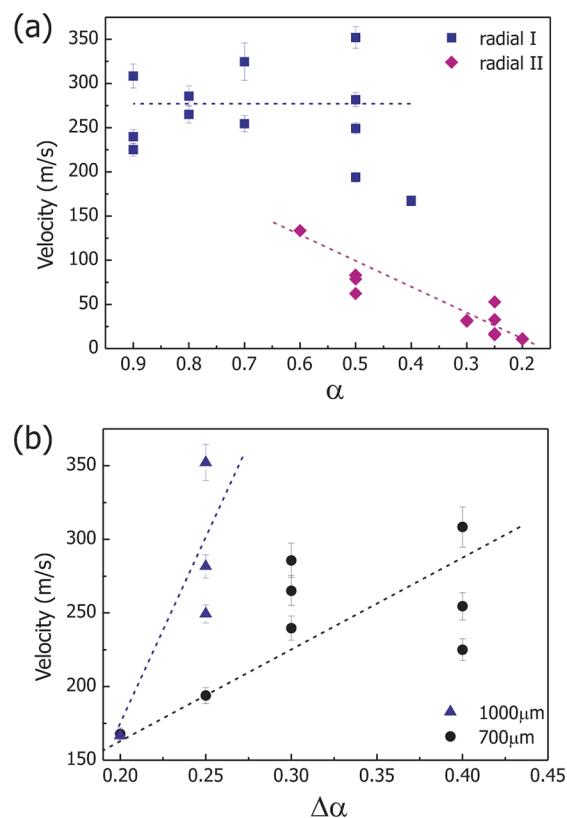 (a)
350
300
250
200
150
100
50
0
Velocity (m/s)
radial I
radial II
0.9 0.8 0.7 0.6 0.5 0.4 0.3 0.2
α
(b)
350
300
250
200
150
Velocity (m/s)
1000μm
700μm
0.20 0.25 0.30 0.35 0.40 0.45
Δα